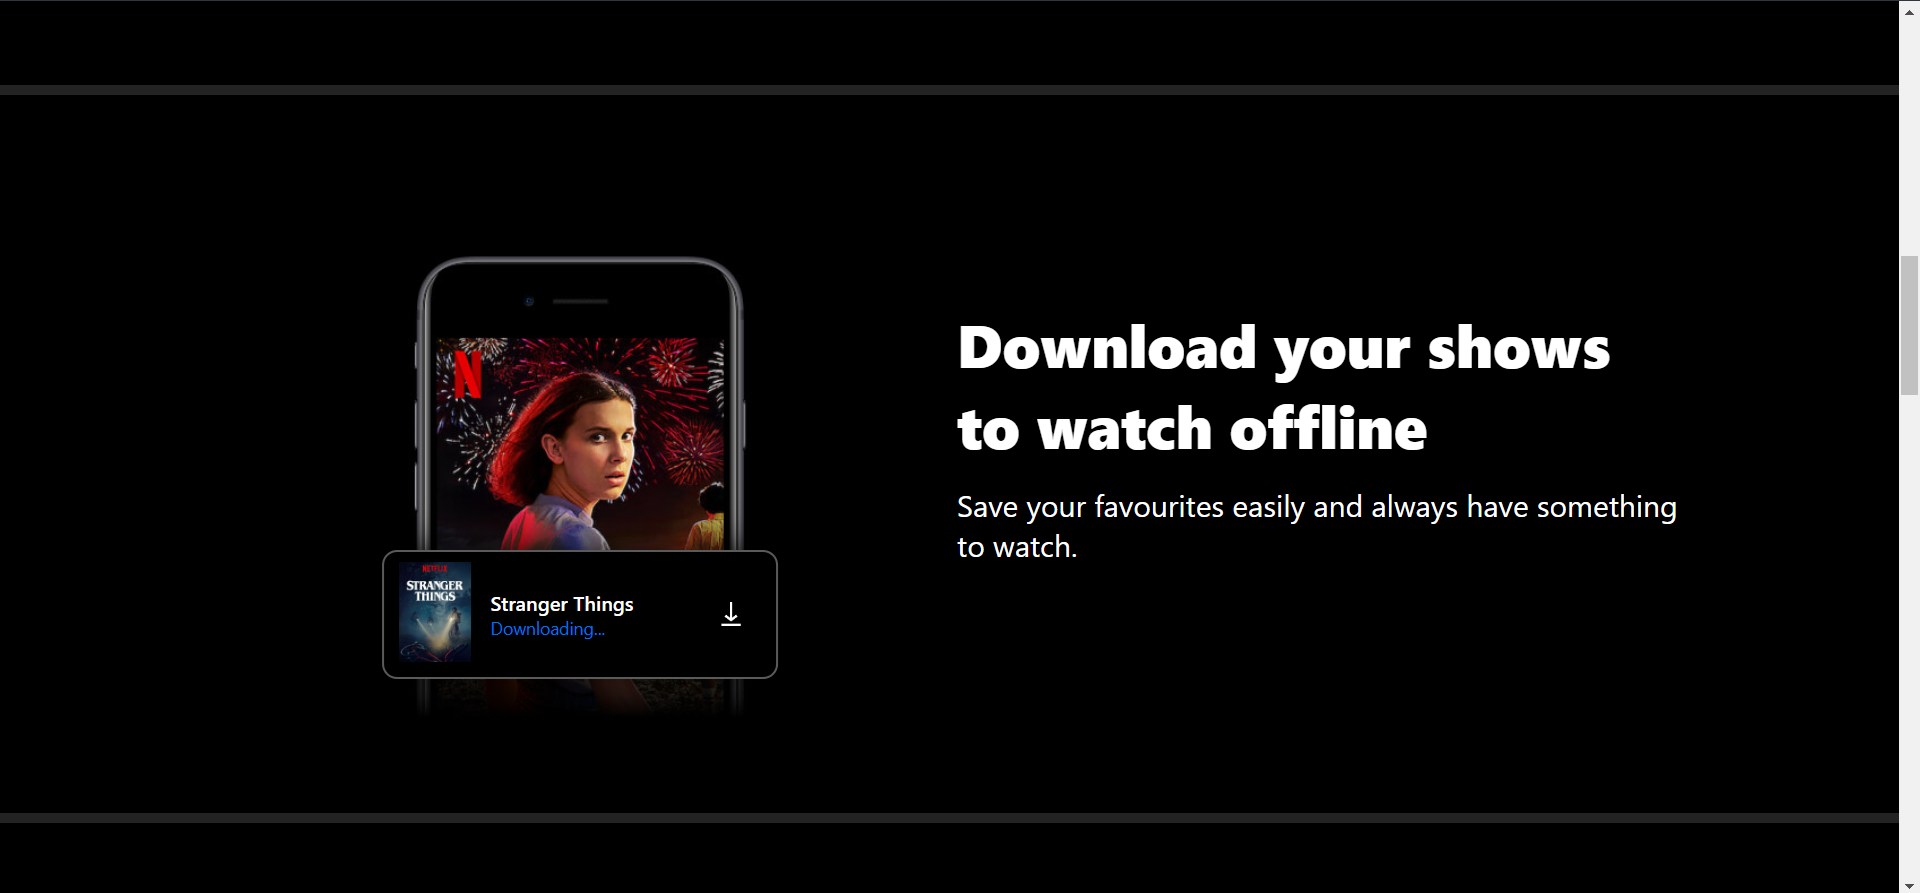 N
Download your shows
to watch offline
Save your favourites easily and always have something
to watch.
NETFLIX
STRANGER
THINGS
Stranger Things
Downloading...